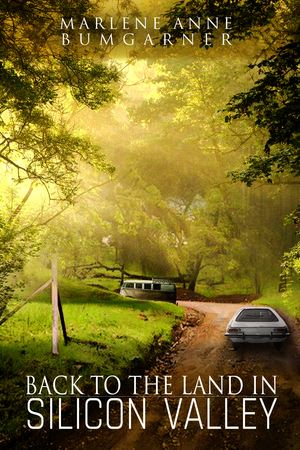 MARLENE ANNE
BUMGARNER
BACK TO THE LAND IN
SILICON VALLEY